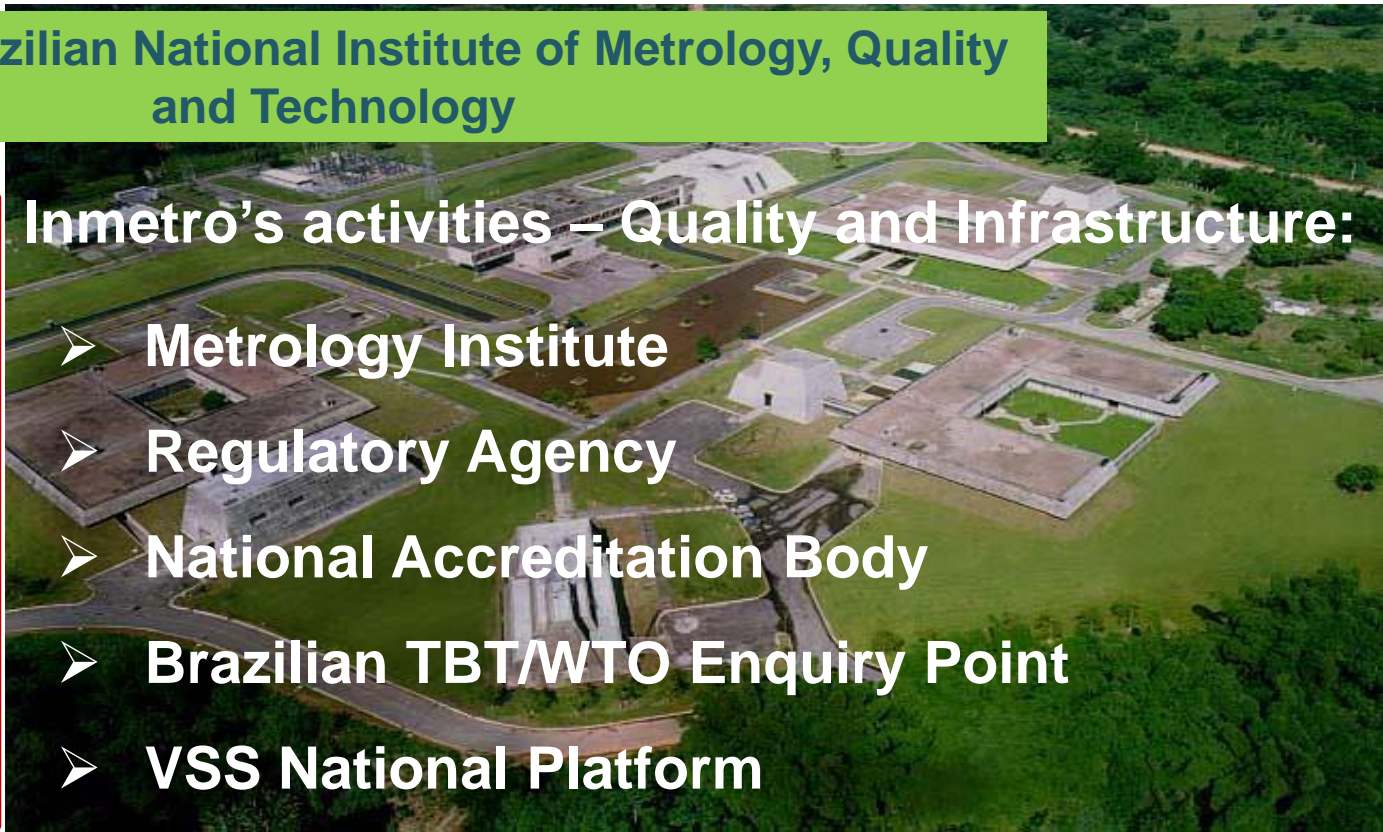 zilian National Institute of Metrology, Quality
and Technology
Inmetro’s activities – Quality and Infrastructure:
➢ Metrology Institute
➢ Regulatory Agency
➢ National Accreditation Body
➢ Brazilian TBT/WTO Enquiry Point
➢ VSS National Platform